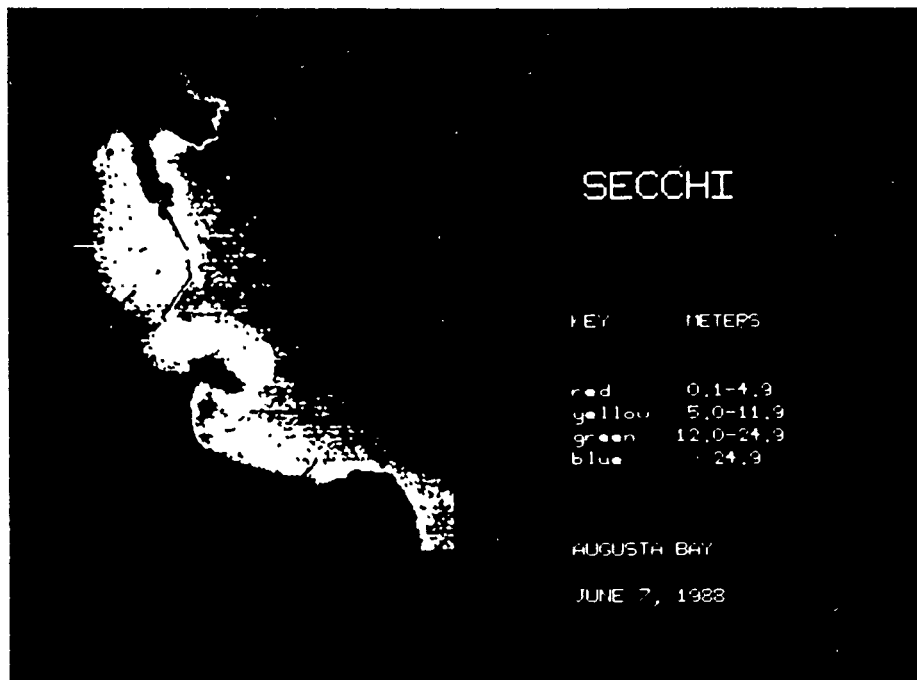 SECCHI
KEY METERS
red 0.1-4.9
yellow 5.0-11.9
green 12.0-24.9
blue 24.9
AUGUSTA BAY
JUNE 7, 1988